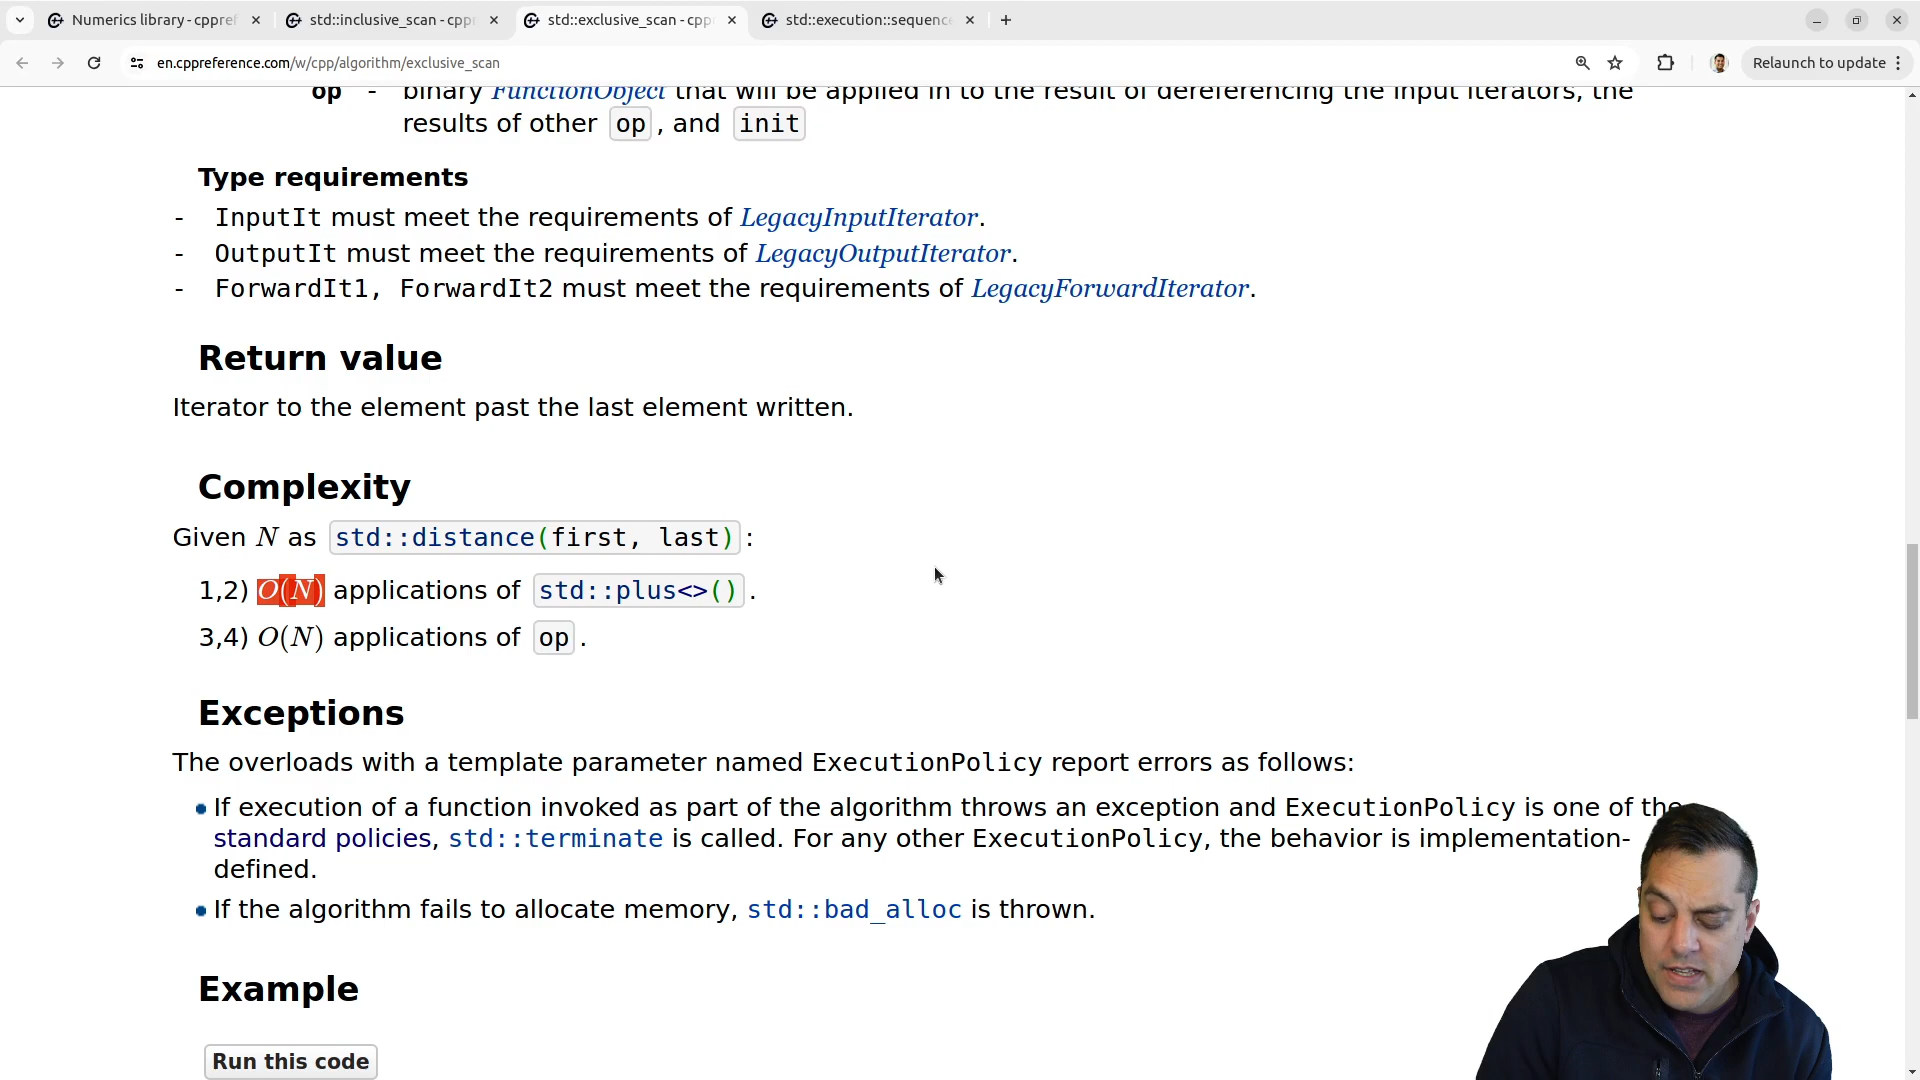 Numerics library - cppref
std::inclusive_scan - cpp
std::exclusive_scan - cpp
std::execution::sequenc
en.cppreference.com/w/cpp/algorithm/exclusive_scan
Relaunch to update
op - binary FunctionObject that will be applied in to the result of dereferencing the input iterators, the
results of other op, and init
Type requirements
- InputIt must meet the requirements of LegacyInputIterator.
- OutputIt must meet the requirements of LegacyOutputIterator.
- ForwardIt1, ForwardIt2 must meet the requirements of LegacyForwardIterator.
Return value
Iterator to the element past the last element written.
Complexity
Given N as std::distance(first, last):
1,2) O(N) applications of std::plus<>().
3,4) O(N) applications of op.
Exceptions
The overloads with a template parameter named ExecutionPolicy report errors as follows:
• If execution of a function invoked as part of the algorithm throws an exception and ExecutionPolicy is one of the
standard policies, std::terminate is called. For any other ExecutionPolicy, the behavior is implementation-
defined.
• If the algorithm fails to allocate memory, std::bad_alloc is thrown.
Example
Run this code